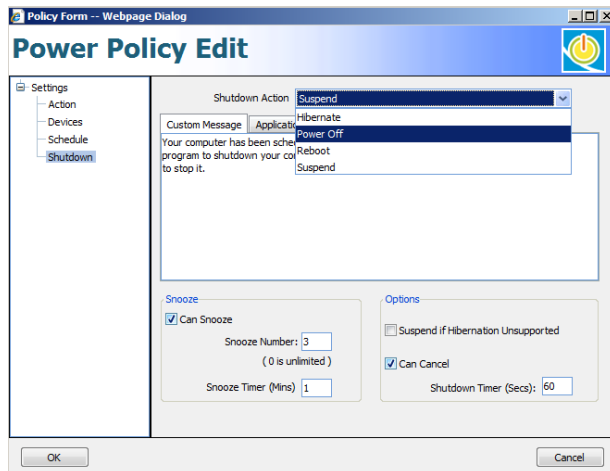 Policy Form -- Webpage Dialog
Power Policy Edit
Settings
Action
Devices
Schedule
Shutdown
Shutdown Action Suspend
Hibernate
Power Off
Reboot
Suspend
Custom Message
Your computer has been
program to shutdown your
to stop it.
Snooze
Can Snooze
Snooze Number: 3
( 0 is unlimited )
Snooze Timer (Mins) 1
Options
Suspend if Hibernation Unsupported
Can Cancel
Shutdown Timer (Secs): 60
OK
Cancel